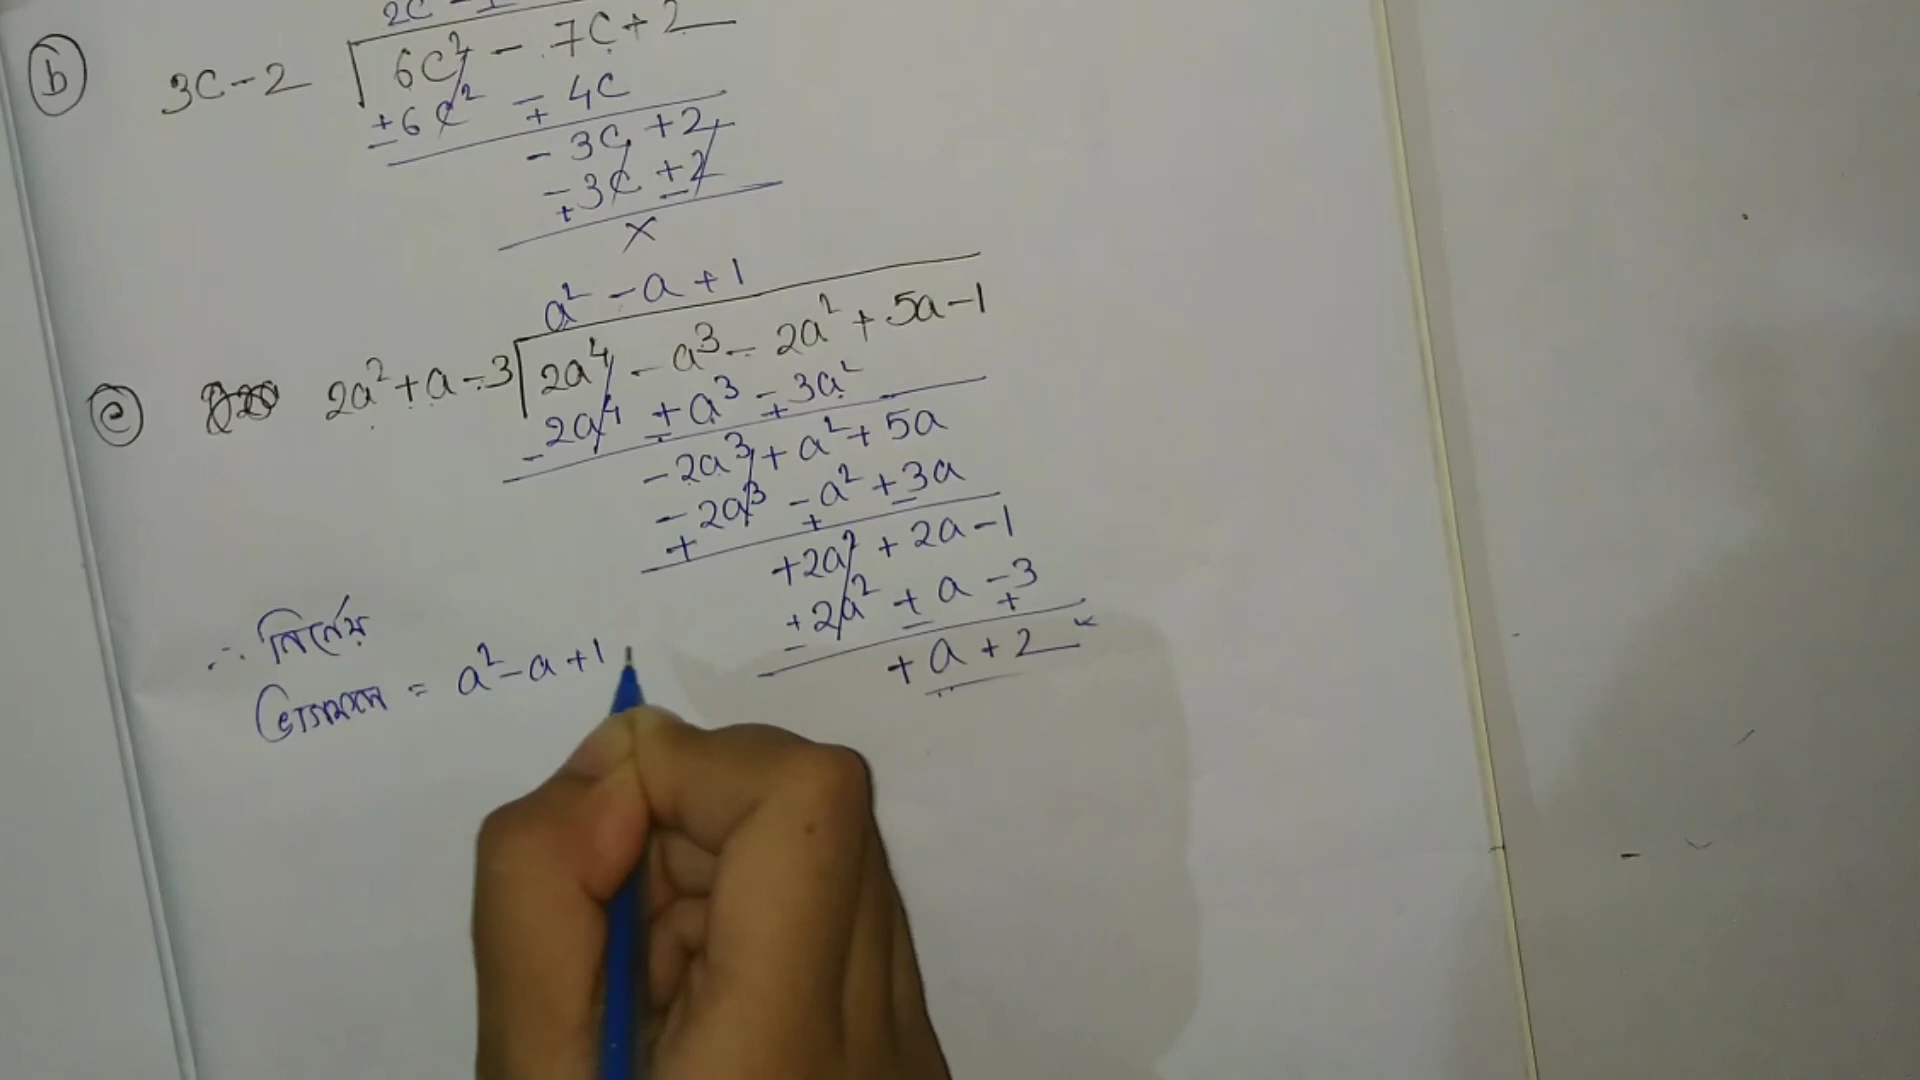 2c - 1
(b) 3c - 2 6c² - 7c + 2
± 6c² ∓ 4c
- 3c + 2
- 3c + 2
+ -
×
a² - a + 1
2a² + a - 3 2a⁴ - a³ - 2a² + 5a - 1
2a⁴ + a³ - 3a²
- - +
- 2a³ + a² + 5a
- 2a³ - a² + 3a
+ + -
+ 2a² + 2a - 1
+ 2a² + a - 3
- - +
+ a + 2
∴ নির্ণেয়
ভাগফল = a² - a + 1